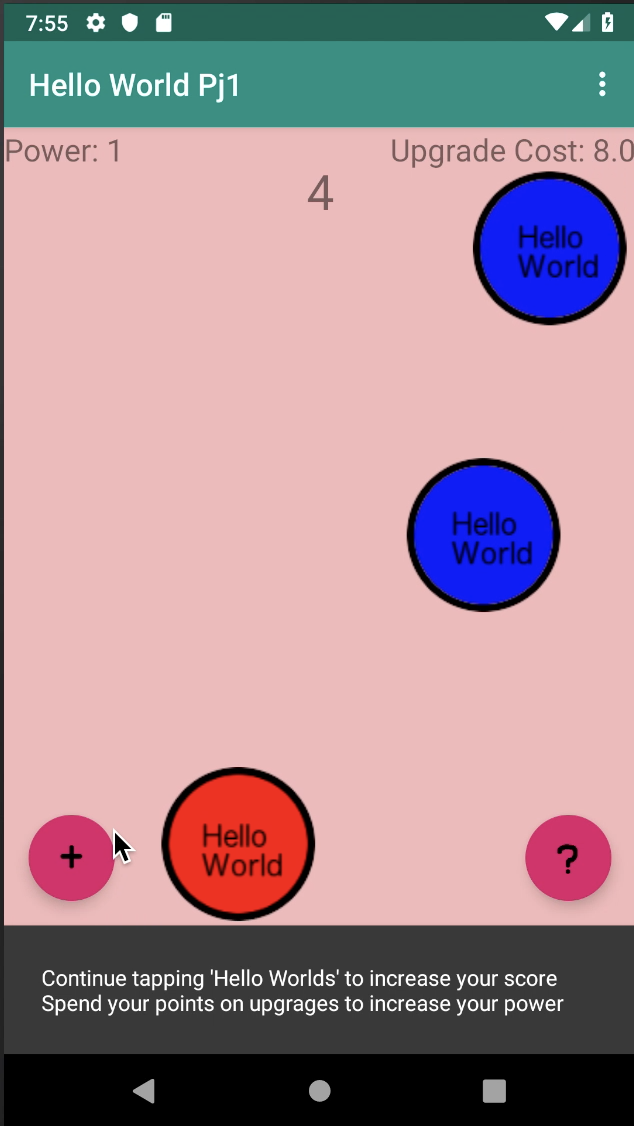 7:55
Hello World Pj1
Power: 1
Upgrade Cost: 8.0
4
Hello
World
Hello
World
Hello
World
+
?
Continue tapping 'Hello Worlds' to increase your score
Spend your points on upgrages to increase your power